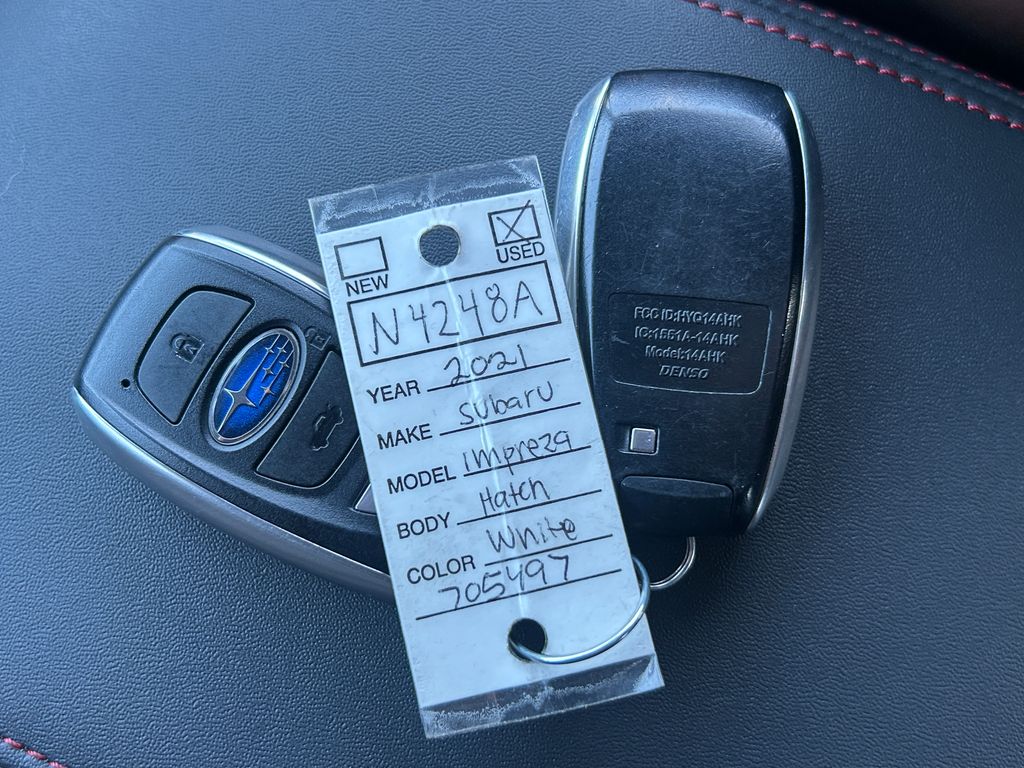 NEW
USED
N4248A
YEAR 2021
MAKE Subaru
MODEL Impreza
BODY Hatch
COLOR White
705497
FCC ID:HYQ14AHK
IC:1551A-14AHK
Model:14AHK
DENSO